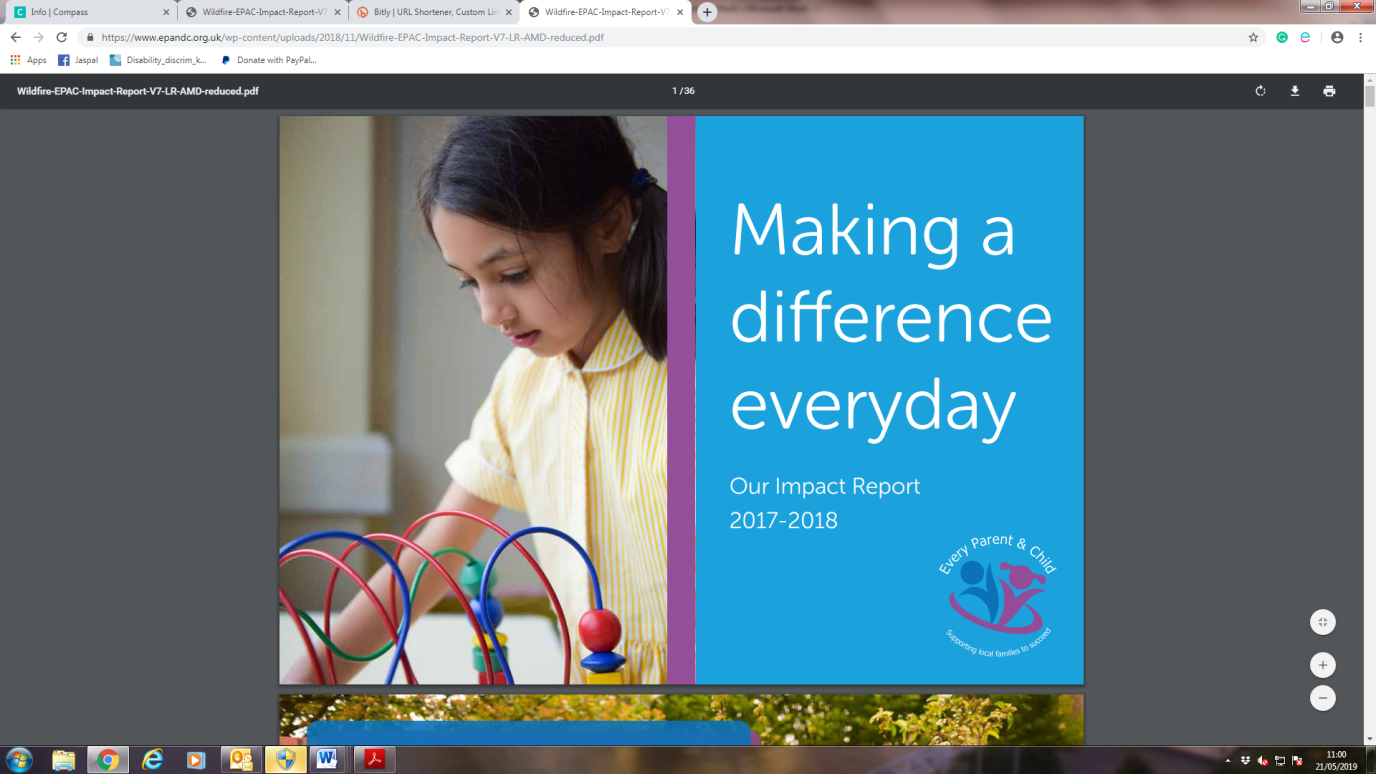 Info | Compass
Wildfire-EPAC-Impact-Report-V7
Bitly | URL Shortener, Custom Lin
Wildfire-EPAC-Impact-Report-V7
https://www.epandc.org.uk/wp-content/uploads/2018/11/Wildfire-EPAC-Impact-Report-V7-LR-AMD-reduced.pdf
Apps
Jaspal
Disability_discrim_k...
Donate with PayPal...
Wildfire-EPAC-Impact-Report-V7-LR-AMD-reduced.pdf
1 / 36
Making a
difference
everyday
Our Impact Report
2017-2018
Every Parent & Child
Supporting local families to succeed
11:00
21/05/2019